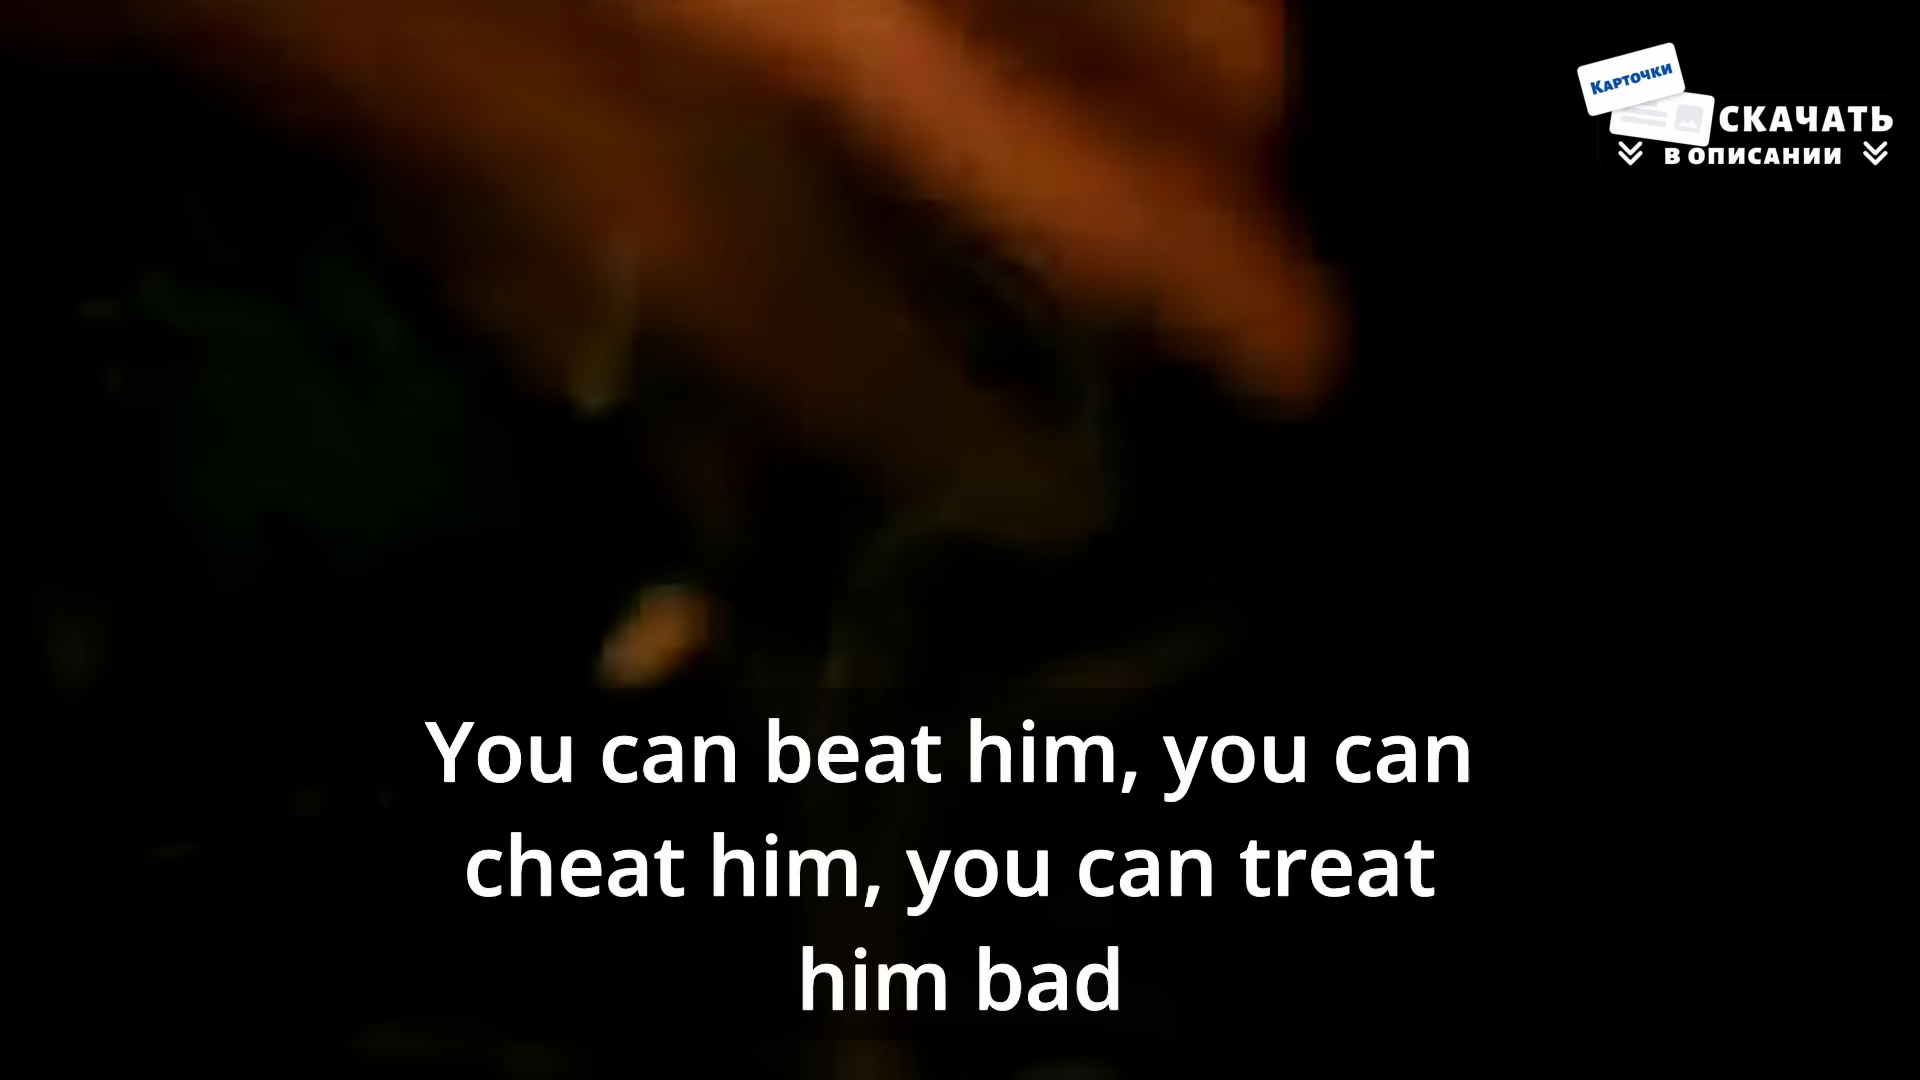 Карточки
СКАЧАТЬ
В ОПИСАНИИ
You can beat him, you can
cheat him, you can treat
him bad